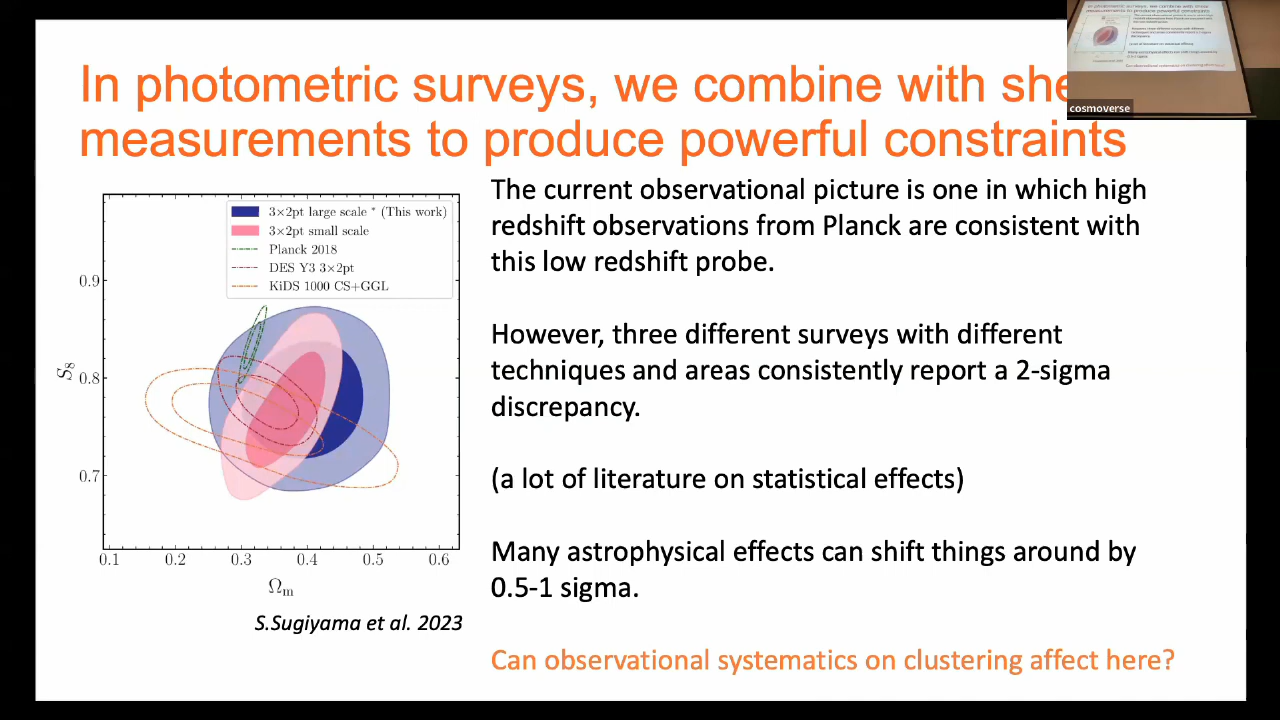 In photometric surveys, we combine with she
measurements to produce powerful constraints
cosmoverse
The current observational picture is one in which high
redshift observations from Planck are consistent with
this low redshift probe.
However, three different surveys with different
techniques and areas consistently report a 2-sigma
discrepancy.
(a lot of literature on statistical effects)
Many astrophysical effects can shift things around by
0.5-1 sigma.
Can observational systematics on clustering affect here?
3×2pt large scale * (This work)
3×2pt small scale
Planck 2018
DES Y3 3×2pt
KiDS 1000 CS+GGL
0.9
0.8
0.7
S₈
0.1 0.2 0.3 0.4 0.5 0.6
Ωₘ
S.Sugiyama et al. 2023